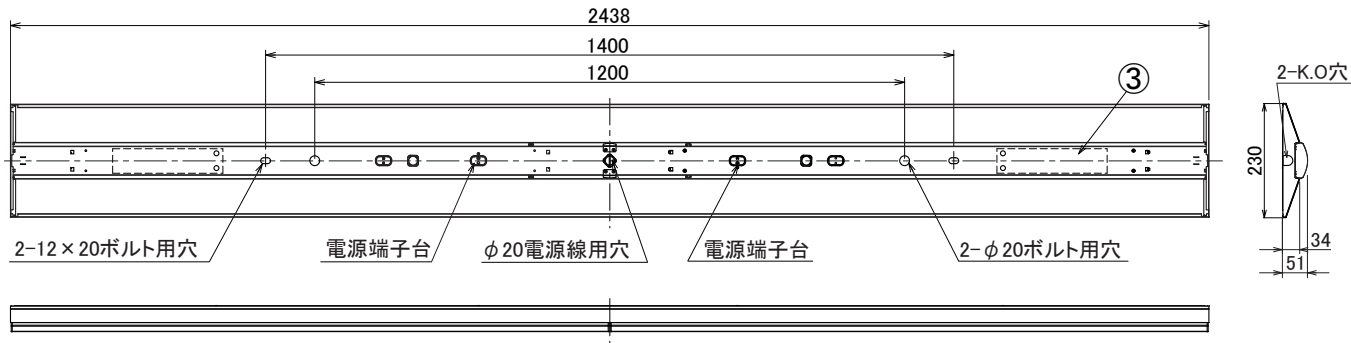 2438
1400
1200
③
2-K.O穴
230
2-12×20ボルト用穴
電源端子台
φ20電源線用穴
電源端子台
2-φ20ボルト用穴
34
51